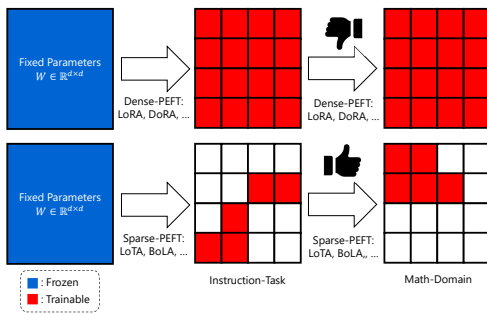 Fixed Parameters
W ∈ ℝ^{d×d}
Dense-PEFT:
LoRA, DoRA, ...
Dense-PEFT:
LoRA, DoRA, ...
Fixed Parameters
W ∈ ℝ^{d×d}
Sparse-PEFT:
LoTA, BoLA, ...
Sparse-PEFT:
LoTA, BoLA,, ...
Instruction-Task
Math-Domain
: Frozen
: Trainable